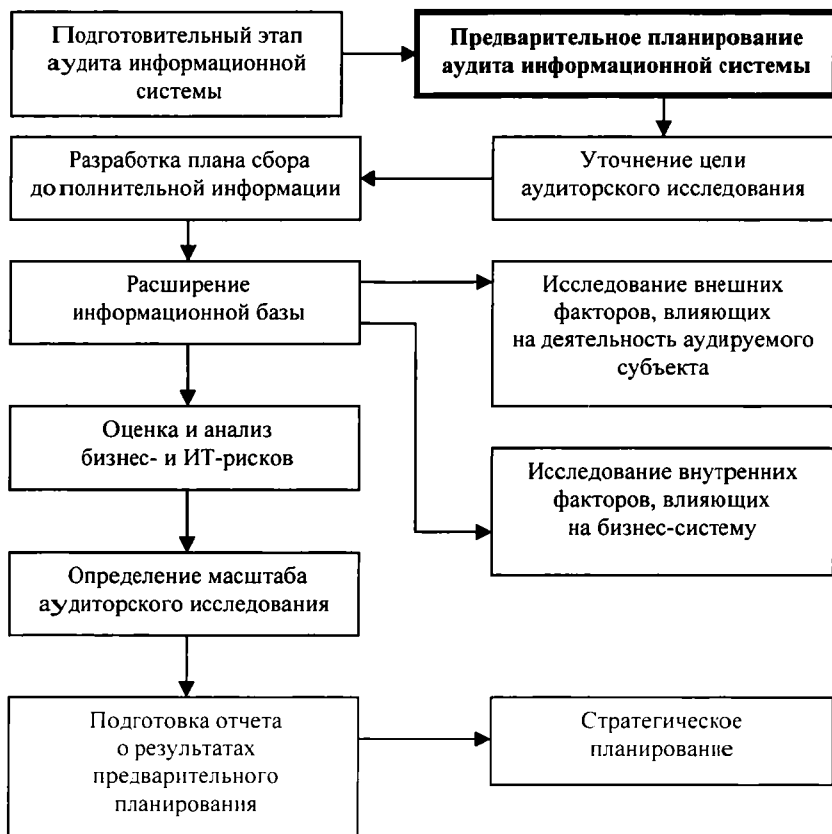 Подготовительный этап
аудита информационной
системы
Предварительное планирование
аудита информационной системы
Разработка плана сбора
дополнительной информации
Уточнение цели
аудиторского исследования
Расширение
информационной базы
Исследование внешних
факторов, влияющих
на деятельность аудируемого
субъекта
Оценка и анализ
бизнес- и ИТ-рисков
Исследование внутренних
факторов, влияющих
на бизнес-систему
Определение масштаба
аудиторского исследования
Подготовка отчета
о результатах
предварительного
планирования
Стратегическое
планирование